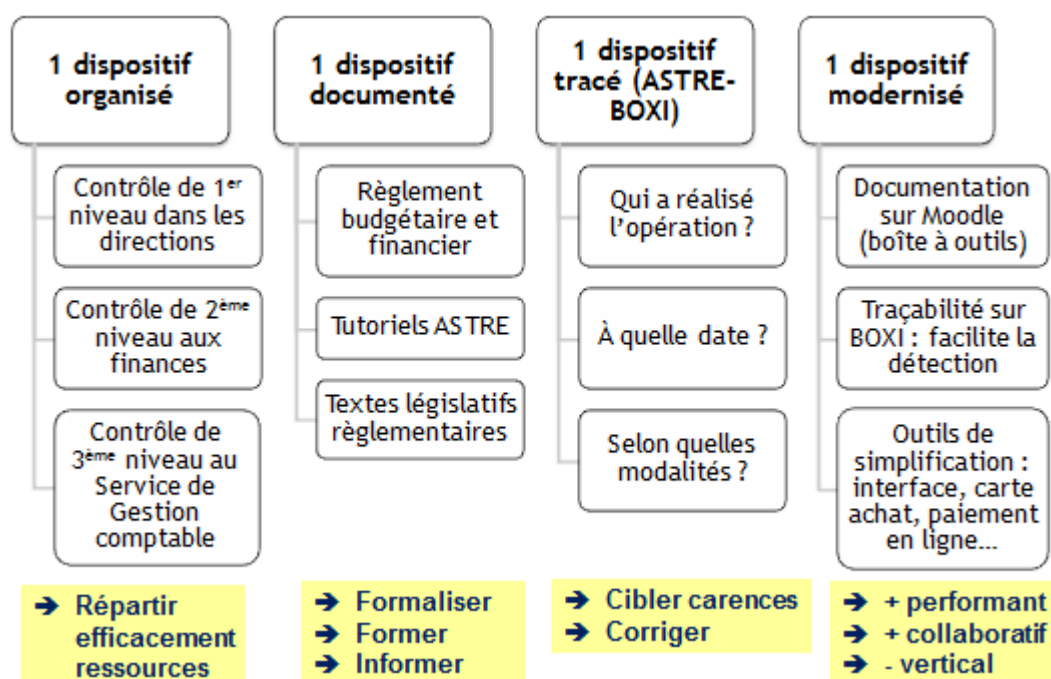 1 dispositif
organisé
Contrôle de 1er
niveau dans les
directions
Contrôle de 2ème
niveau aux
finances
Contrôle de
3ème niveau au
Service de
Gestion
comptable
➔ Répartir
efficacement
ressources
1 dispositif
documenté
Règlement
budgétaire et
financier
Tutoriels ASTRE
Textes législatifs
règlementaires
➔ Formaliser
➔ Former
➔ Informer
1 dispositif
tracé (ASTRE-
BOXI)
Qui a réalisé
l'opération ?
À quelle date ?
Selon quelles
modalités ?
➔ Cibler carences
➔ Corriger
1 dispositif
modernisé
Documentation
sur Moodle
(boîte à outils)
Traçabilité sur
BOXI : facilite la
détection
Outils de
simplification :
interface, carte
achat, paiement
en ligne…
➔ + performant
➔ + collaboratif
➔ - vertical